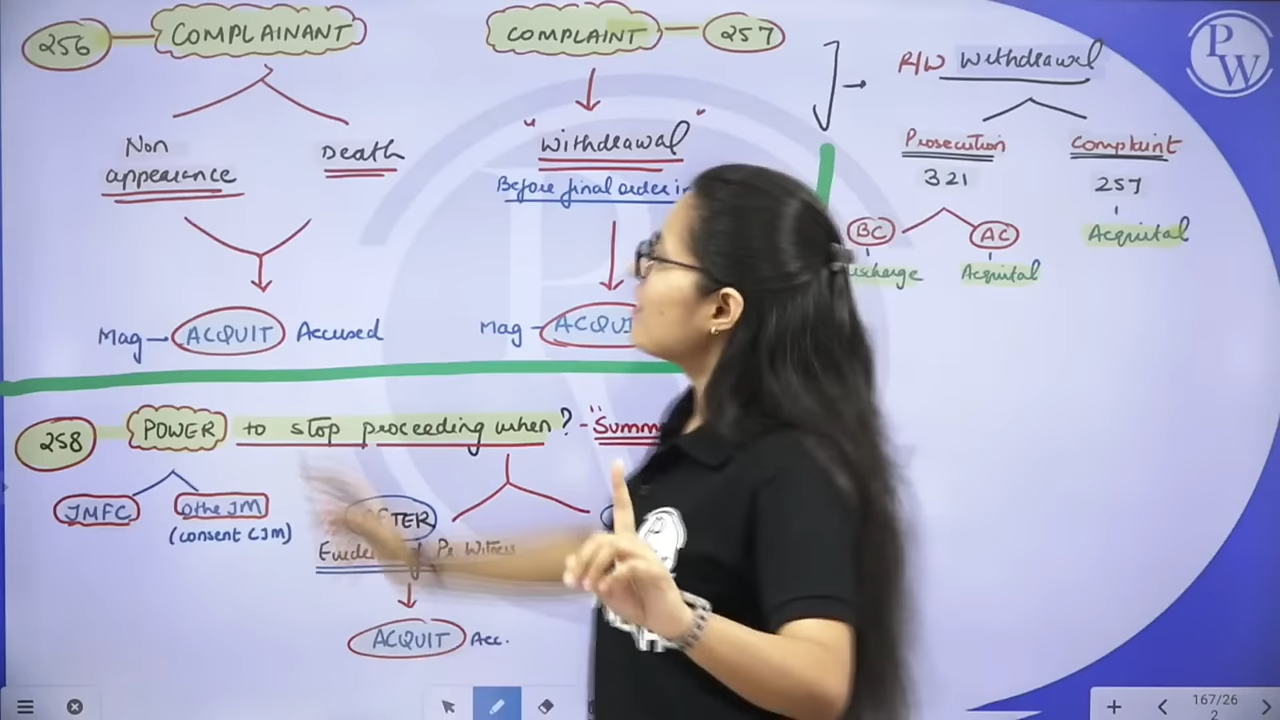 256 COMPLAINANT
Non
appearance
Death
Mag ACQUIT Accused
COMPLAINT 257
"Withdrawal"
Before final order
Mag
R/W Withdrawal
Prosecution
321
BC AC
Acquital
Complaint
257
Acquital
PW
258 POWER to stop proceeding when? -
JMFC
Othe JM
(consent CJM)
Pr Witness
ACQUIT Acc.
167/26
2